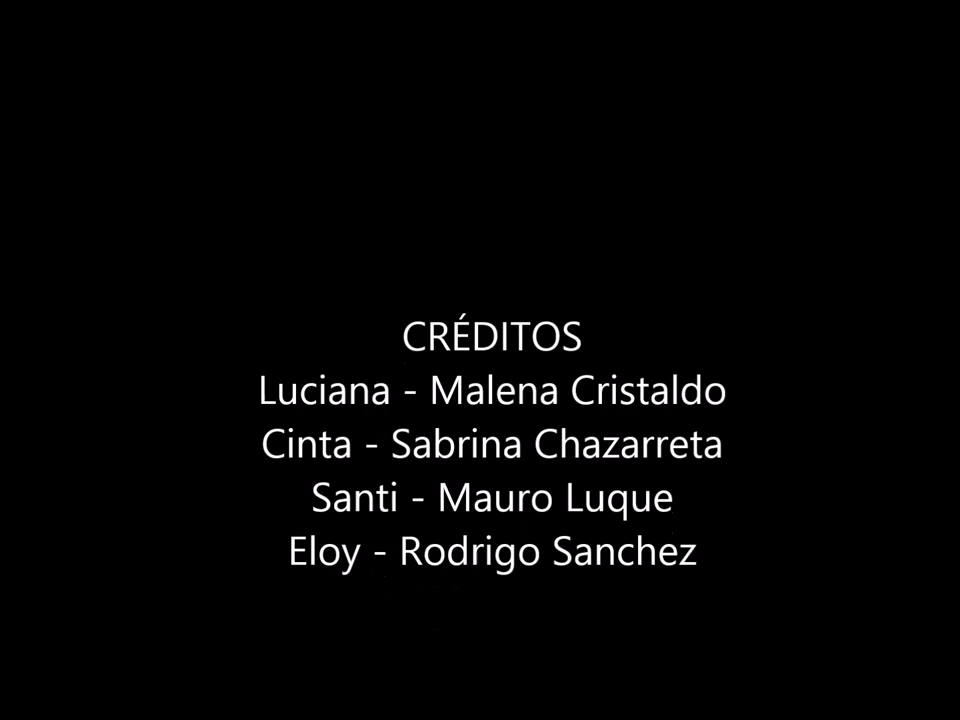 CRÉDITOS
Luciana - Malena Cristaldo
Cinta - Sabrina Chazarreta
Santi - Mauro Luque
Eloy - Rodrigo Sanchez